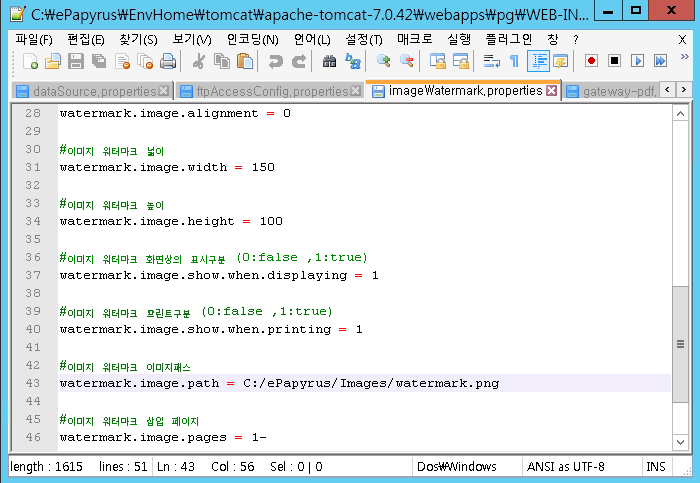 C:￦ePapyrus￦EnvHome￦tomcat￦apache-tomcat-7.0.42￦webapps￦pg￦WEB-IN...
파일(F) 편집(E) 찾기(S) 보기(V) 인코딩(N) 언어(L) 설정(T) 매크로 실행 플러그인 창 ? X
dataSource.properties ftpAccessConfig.properties imageWatermark.properties gateway-pdf.
28 watermark.image.alignment = 0
29
30 #이미지 워터마크 넓이
31 watermark.image.width = 150
32
33 #이미지 워터마크 높이
34 watermark.image.height = 100
35
36 #이미지 워터마크 화면상의 표시구분 (0:false ,1:true)
37 watermark.image.show.when.displaying = 1
38
39 #이미지 워터마크 프린트구분 (0:false ,1:true)
40 watermark.image.show.when.printing = 1
41
42 #이미지 워터마크 이미지패스
43 watermark.image.path = C:/ePapyrus/Images/watermark.png
44
45 #이미지 워터마크 삽입 페이지
46 watermark.image.pages = 1-
length : 1615 lines : 51 Ln : 43 Col : 56 Sel : 0 | 0 Dos￦Windows ANSI as UTF-8 INS